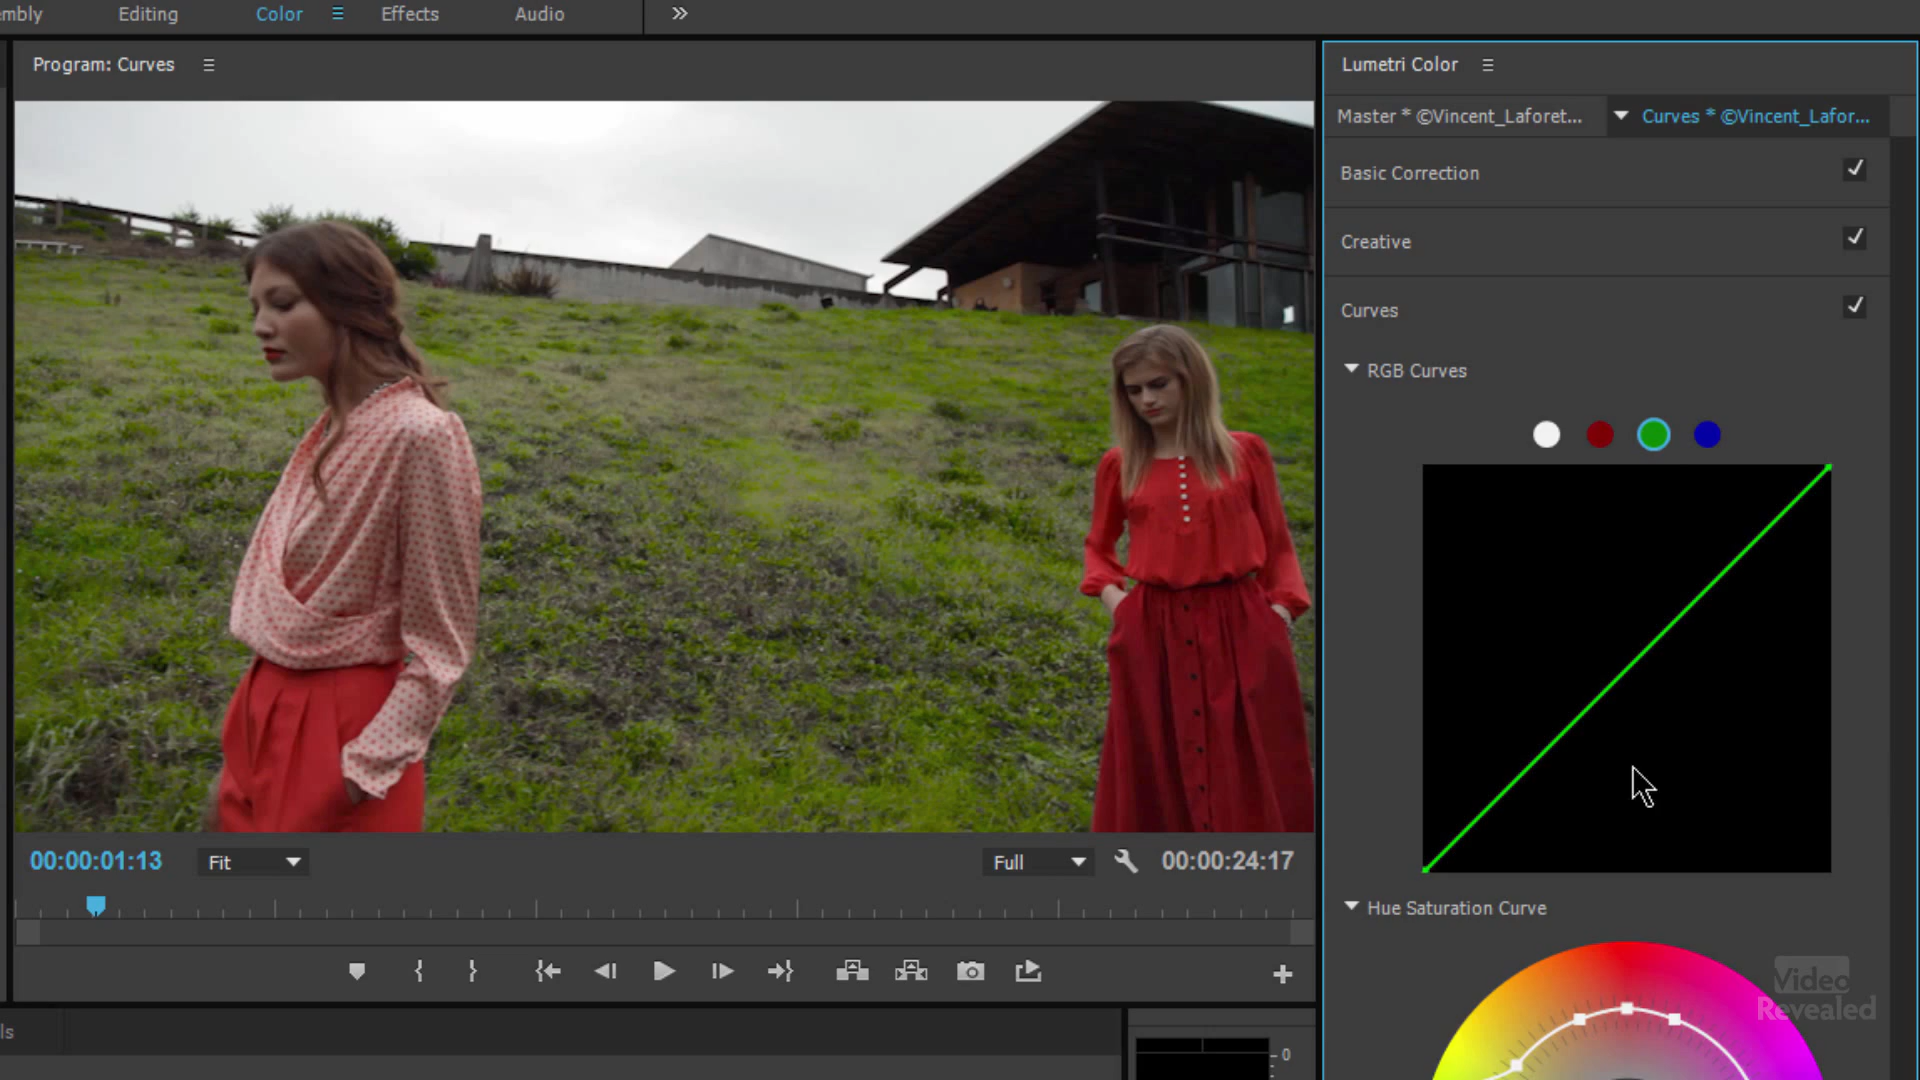 mbly
Editing
Color
Effects
Audio
Program: Curves
Lumetri Color
Master * ©Vincent_Laforet...
Curves * ©Vincent_Lafor...
Basic Correction
Creative
Curves
RGB Curves
00:00:01:13
Fit
Full
00:00:24:17
Hue Saturation Curve
Video
Revealed
ls
0